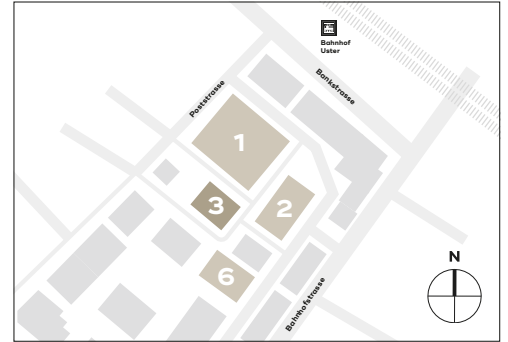 Bahnhof
Uster
Bankstrasse
Poststrasse
1
3
2
6
Bahnhofstrasse
N